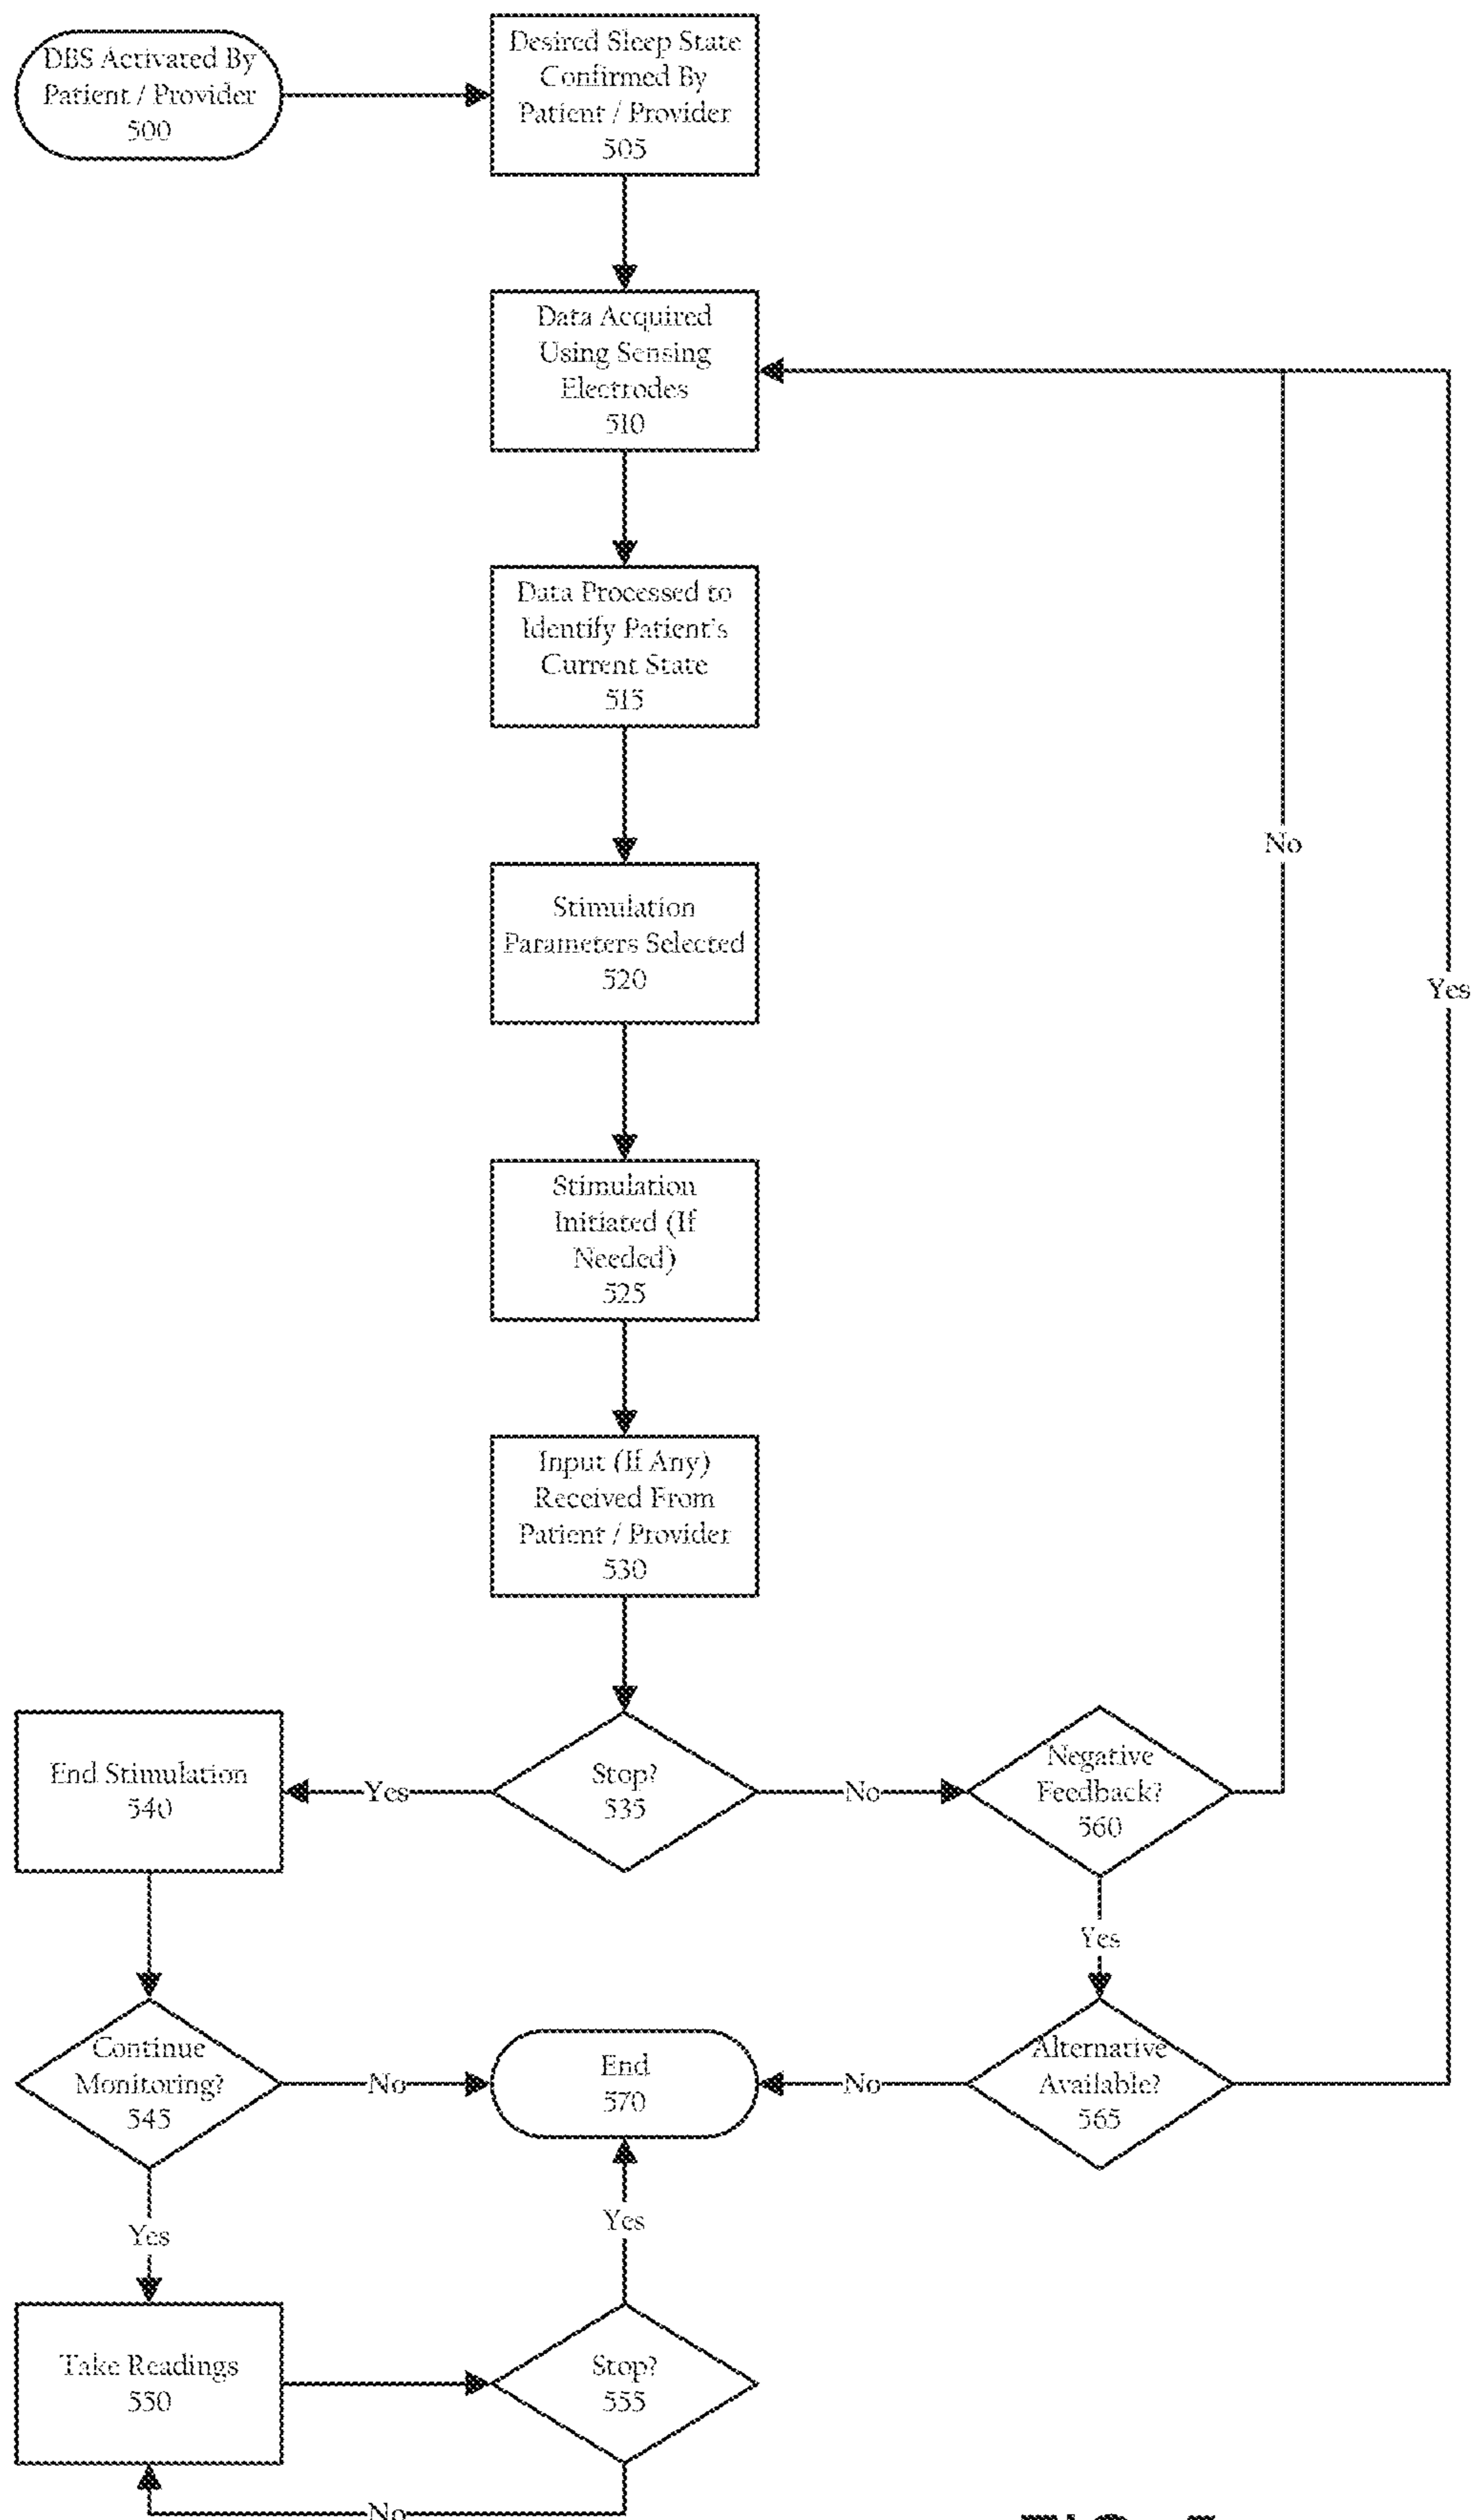 DBS Activated By
Patient / Provider
500
Desired Sleep State
Confirmed By
Patient / Provider
505
Data Acquired
Using Sensing
Electrodes
510
Data Processed to
Identify Patient's
Current State
515
Stimulation
Parameters Selected
520
No
Yes
Stimulation
Initiated (If
Needed)
525
Input (If Any)
Received From
Patient / Provider
530
End Stimulation
540
Yes
Stop?
535
No
Negative
Feedback?
560
Yes
Continue
Monitoring?
545
No
End
570
No
Alternative
Available?
565
Yes
Yes
Take Readings
550
Stop?
555
No